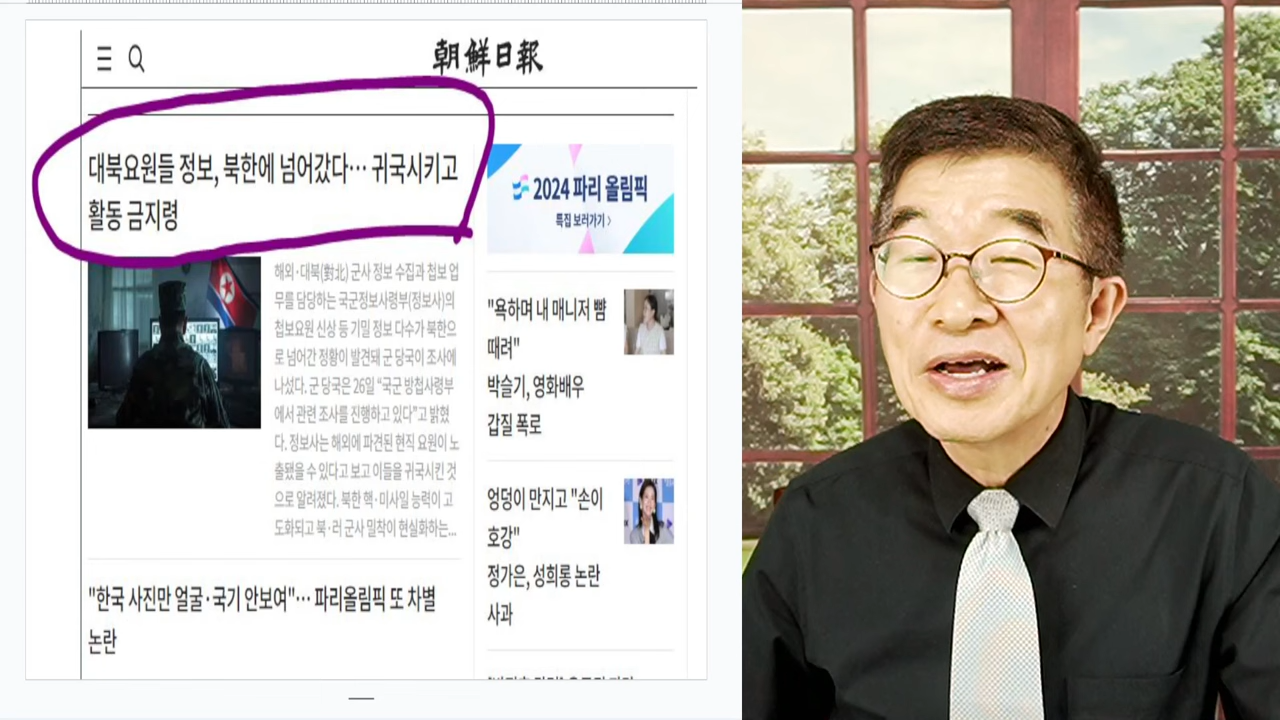 朝鮮日報
대북요원들 정보, 북한에 넘어갔다… 귀국시키고
활동 금지령
해외·대북(對北) 군사 정보 수집과 첩보 업
무를 담당하는 국군정보사령부(정보사)의
첩보요원 신상 등 기밀 정보 다수가 북한으
로 넘어간 정황이 발견돼 군 당국이 조사에
나섰다. 군 당국은 26일 “국군 방첩사령부
에서 관련 조사를 진행하고 있다”고 밝혔
다. 정보사는 해외에 파견된 현직 요원이 노
출됐을 수 있다고 보고 이들을 귀국시킨 것
으로 알려졌다. 북한 핵·미사일 능력이 고
도화되고 북·러 군사 밀착이 현실화하는...
"한국 사진만 얼굴·국기 안보여"… 파리올림픽 또 차별
논란
2024 파리 올림픽
특집 보러가기 >
"욕하며 내 매니저 뺨
때려"
박슬기, 영화배우
갑질 폭로
엉덩이 만지고 "손이
호강"
정가은, 성희롱 논란
사과